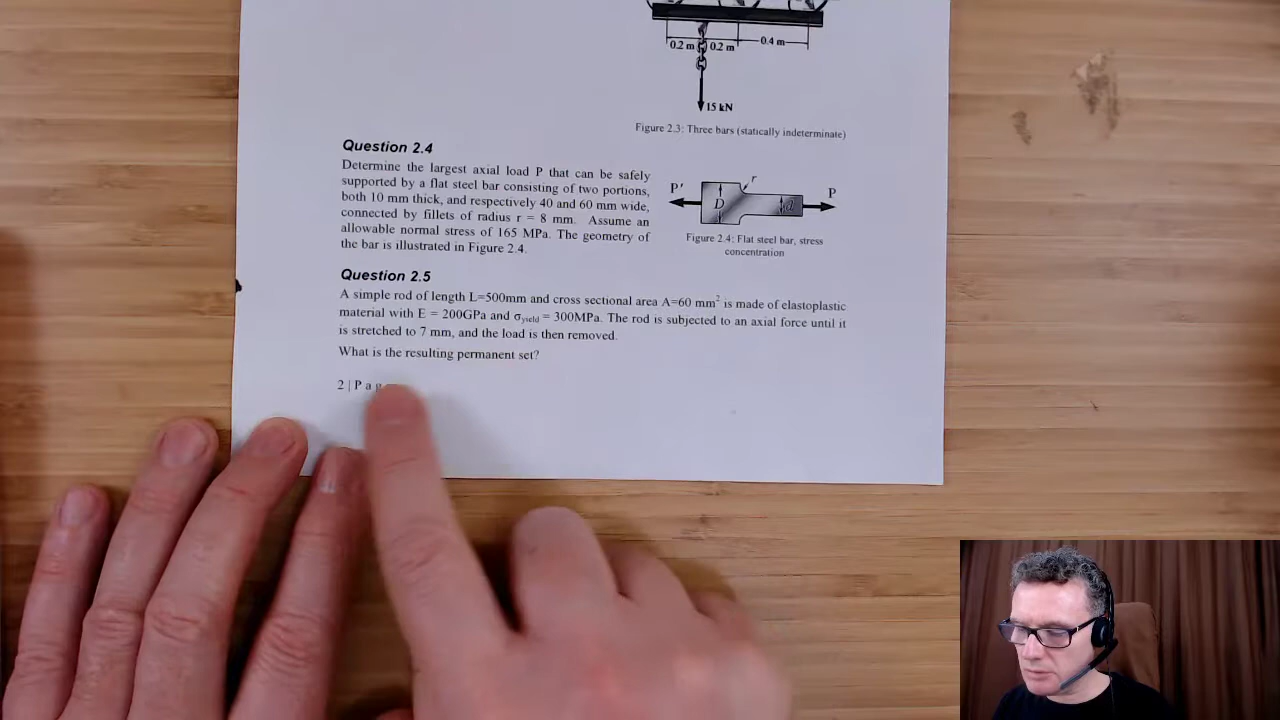 0.2 m 0.2 m 0.4 m
15 kN
Figure 2.3: Three bars (statically indeterminate)
Question 2.4
Determine the largest axial load P that can be safely
supported by a flat steel bar consisting of two portions,
both 10 mm thick, and respectively 40 and 60 mm wide,
connected by fillets of radius r = 8 mm. Assume an
allowable normal stress of 165 MPa. The geometry of
the bar is illustrated in Figure 2.4.
P' D r d P
Figure 2.4: Flat steel bar, stress
concentration
Question 2.5
A simple rod of length L=500mm and cross sectional area A=60 mm² is made of elastoplastic
material with E = 200GPa and σyield = 300MPa. The rod is subjected to an axial force until it
is stretched to 7 mm, and the load is then removed.
What is the resulting permanent set?
2 | P a